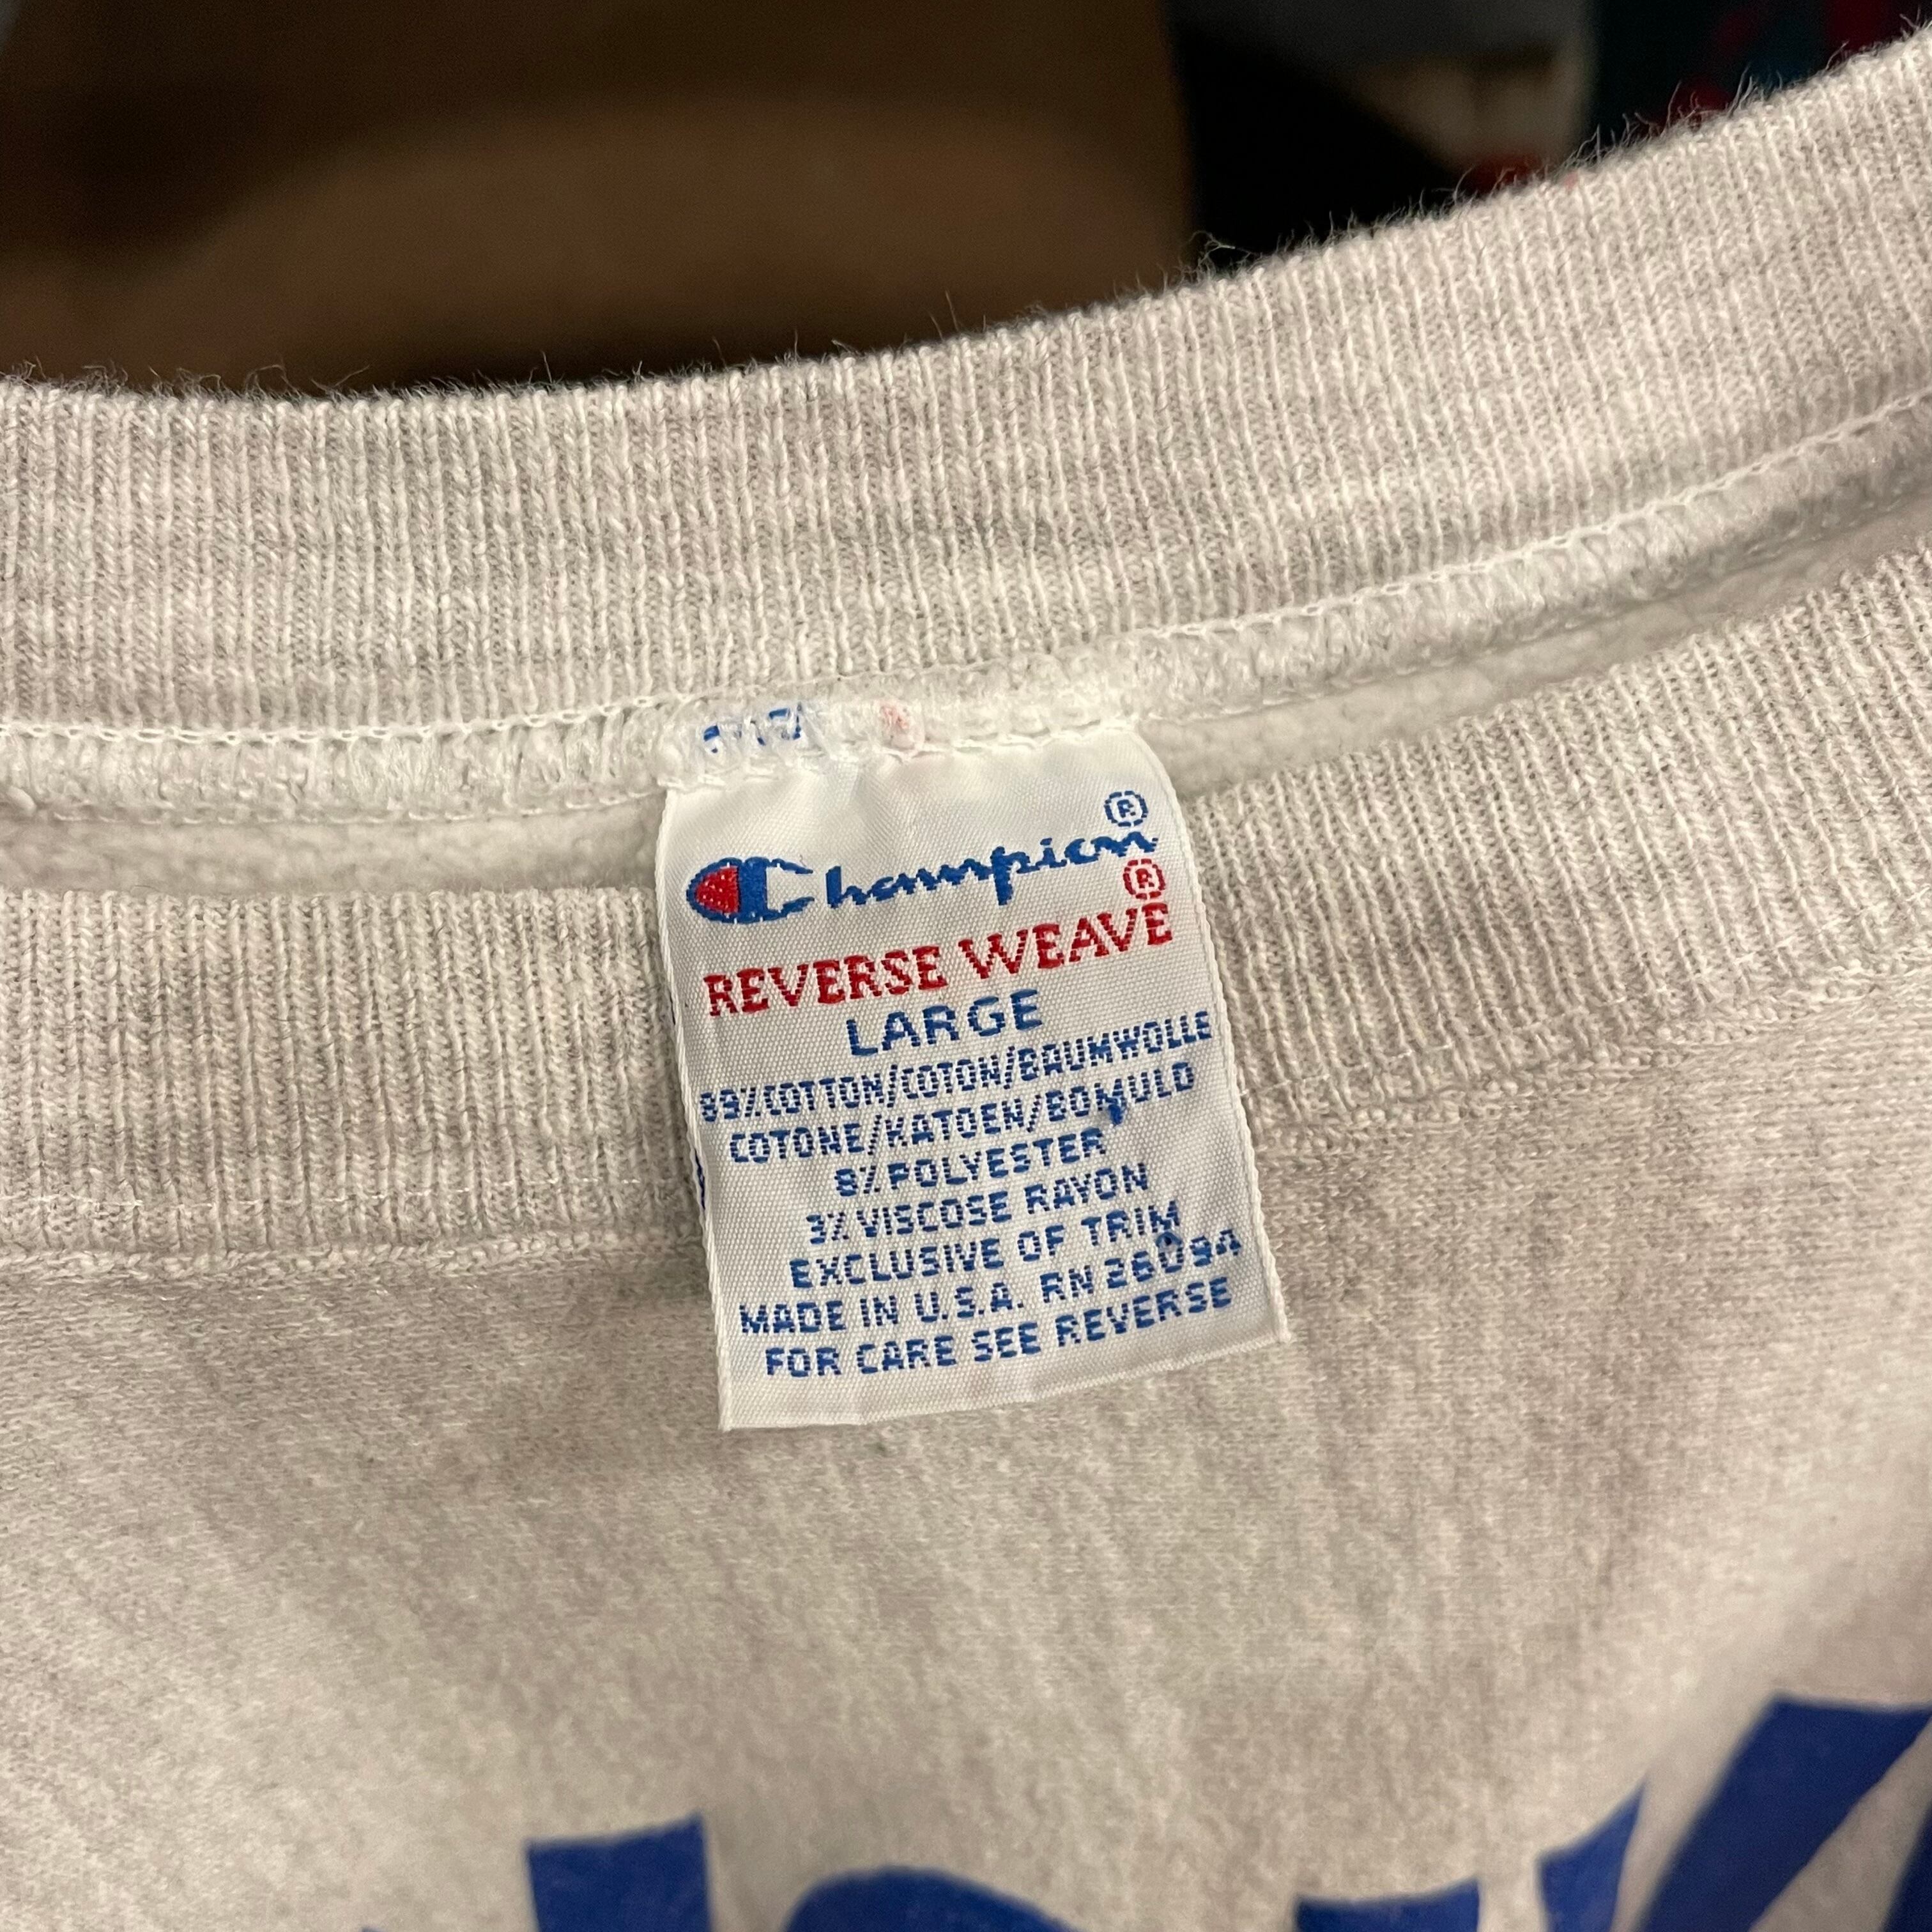 Champion®
REVERSE WEAVE®
LARGE
89% COTTON/COTON/BAUMWOLLE
COTONE/KATOEN/BOMULD
8% POLYESTER
3% VISCOSE RAYON
EXCLUSIVE OF TRIM
MADE IN U.S.A. RN 26094
FOR CARE SEE REVERSE